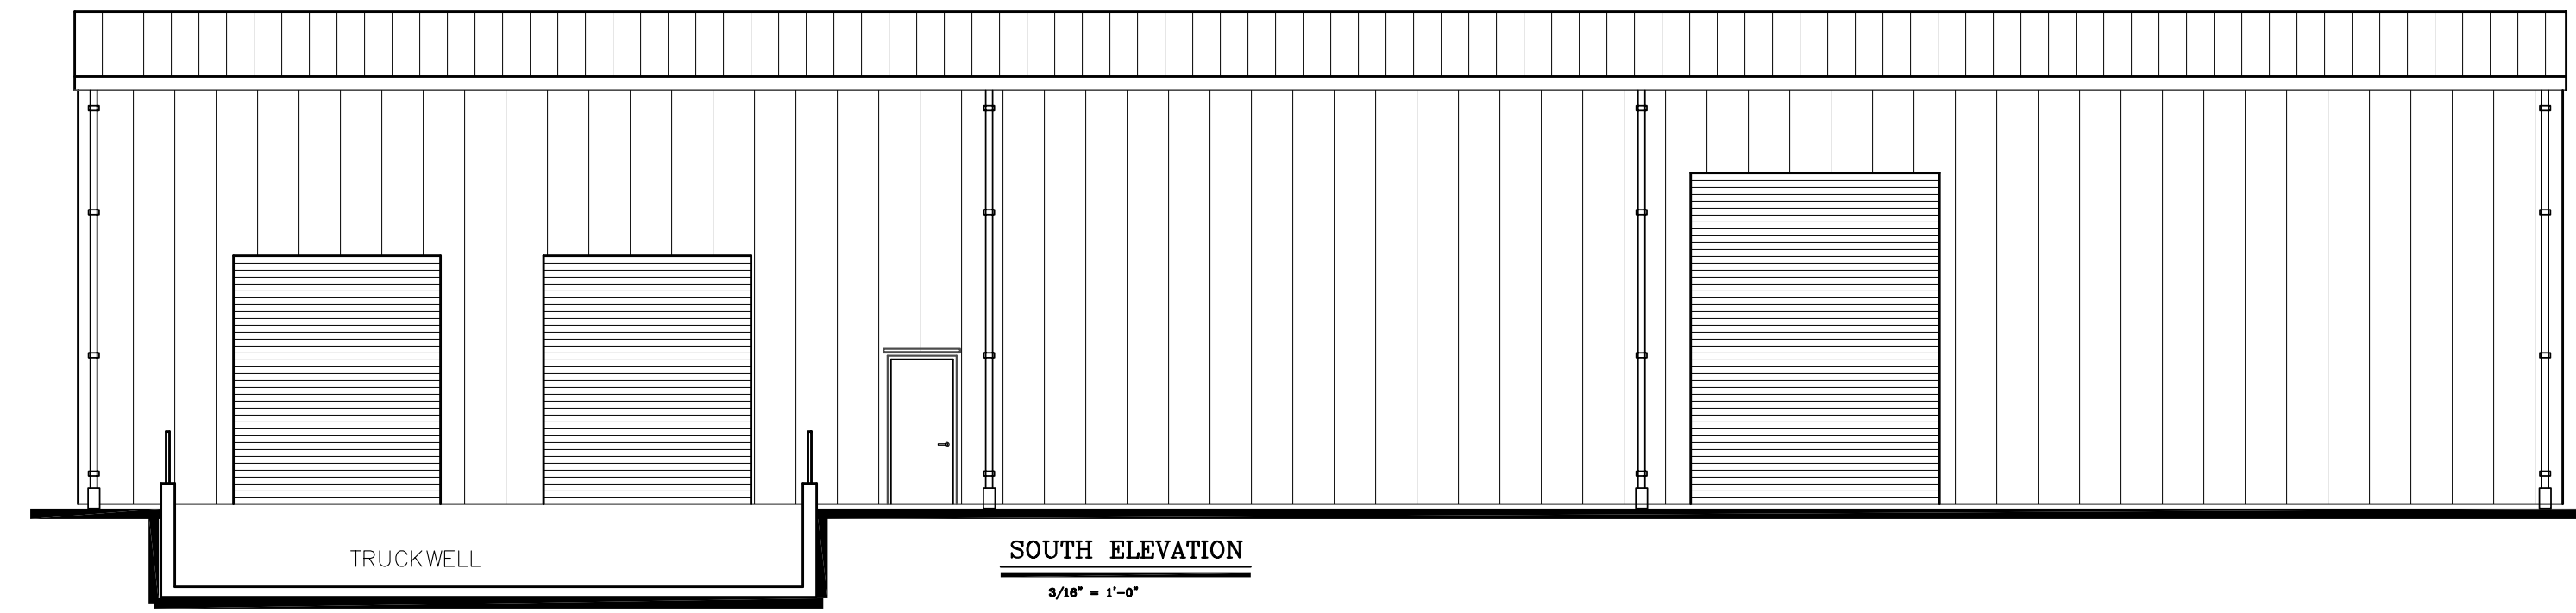 TRUCKWELL
SOUTH ELEVATION
3/16" = 1'-0"